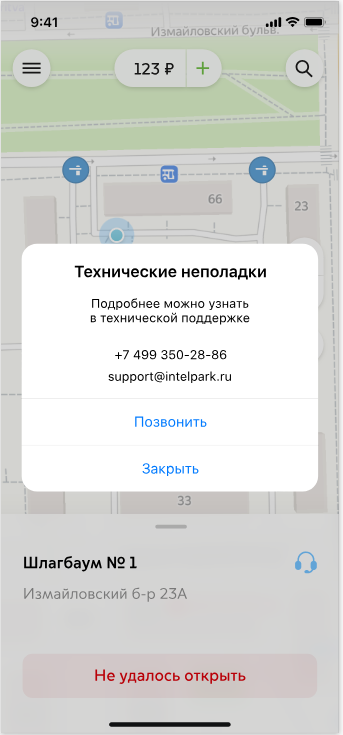 9:41
Измайловский бульв.
123 ₽ +
66
23
Технические неполадки
Подробнее можно узнать
в технической поддержке
+7 499 350-28-86
support@intelpark.ru
Позвонить
Закрыть
33
Шлагбаум № 1
Измайловский б-р 23А
Не удалось открыть